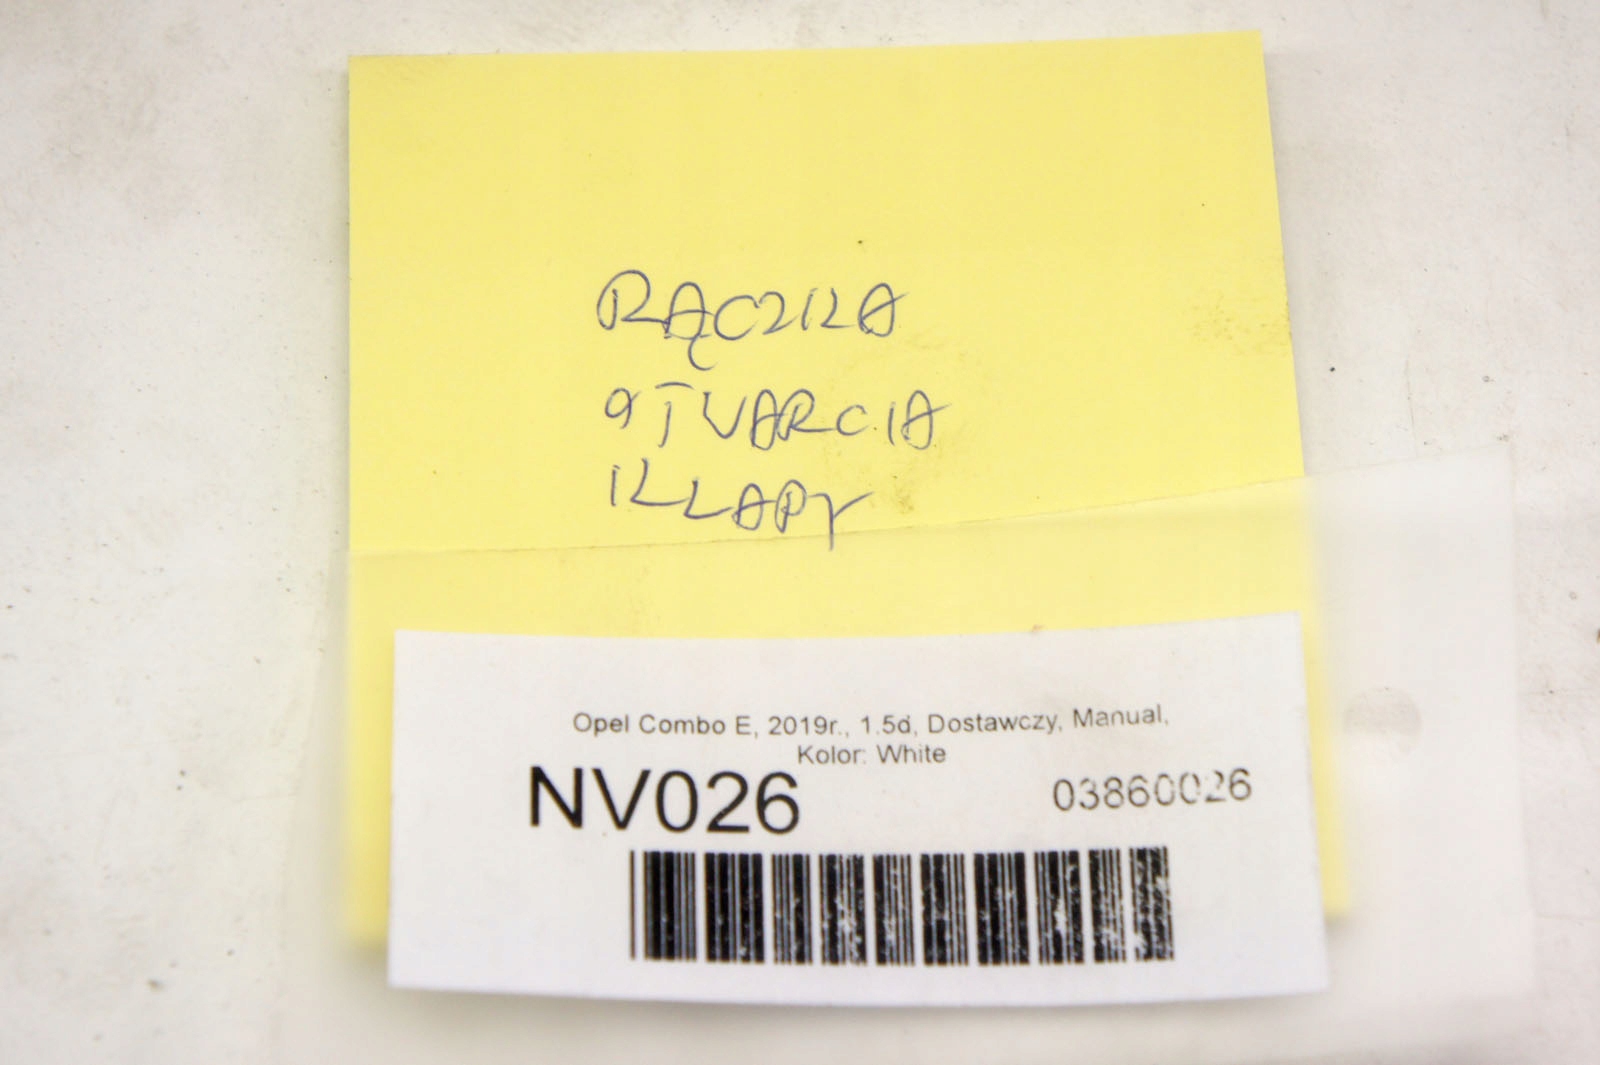 RĄCZKA
OTWARCIA
KLAPY
Opel Combo E, 2019r., 1.5d, Dostawczy, Manual,
Kolor: White
NV026
03860026